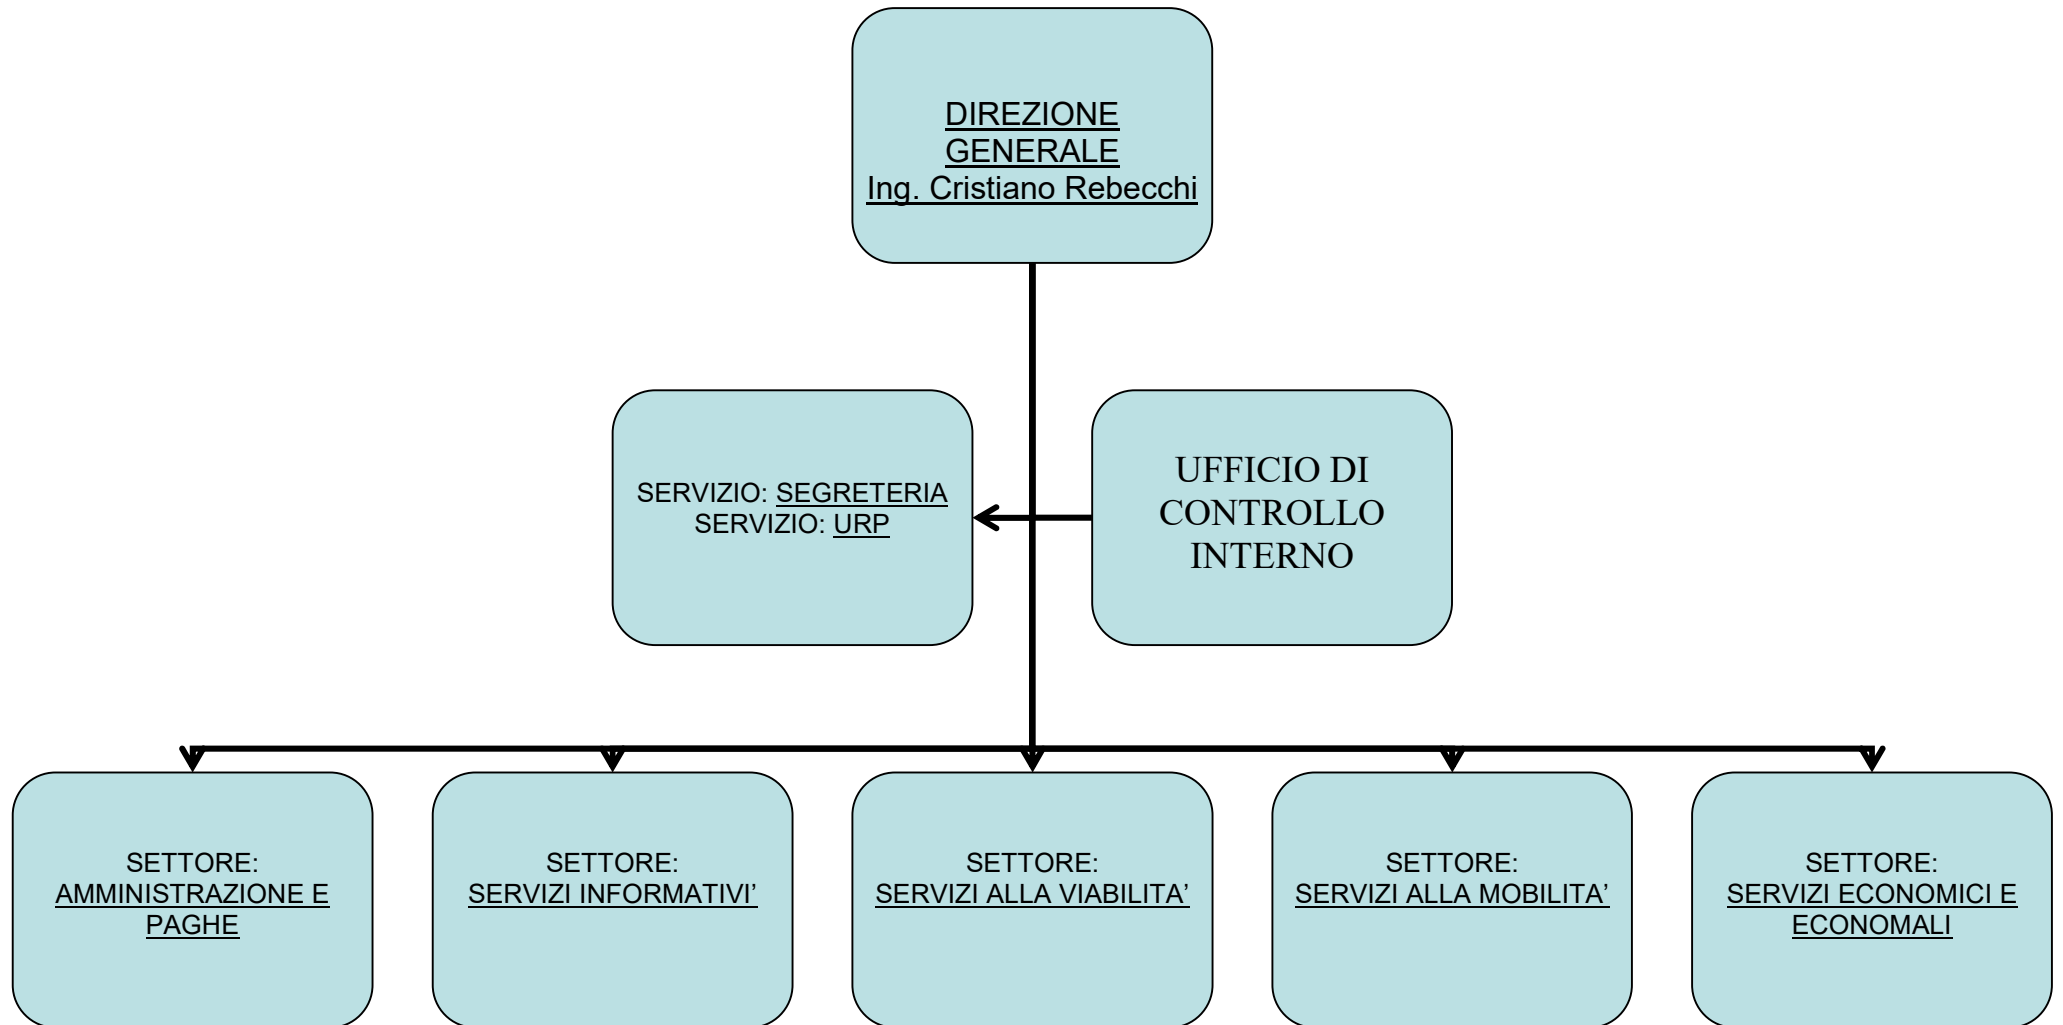 DIREZIONE
GENERALE
Ing. Cristiano Rebecchi
SERVIZIO: SEGRETERIA
SERVIZIO: URP
UFFICIO DI
CONTROLLO
INTERNO
SETTORE:
AMMINISTRAZIONE E
PAGHE
SETTORE:
SERVIZI INFORMATIVI’
SETTORE:
SERVIZI ALLA VIABILITA’
SETTORE:
SERVIZI ALLA MOBILITA’
SETTORE:
SERVIZI ECONOMICI E
ECONOMALI